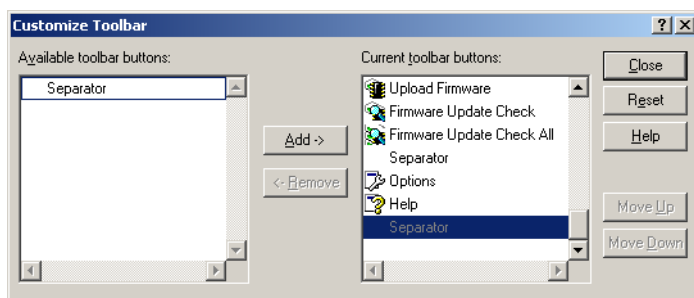 Customize Toolbar
Available toolbar buttons:
Separator
Add ->
<- Remove
Current toolbar buttons:
Upload Firmware
Firmware Update Check
Firmware Update Check All
Separator
Options
Help
Separator
Close
Reset
Help
Move Up
Move Down